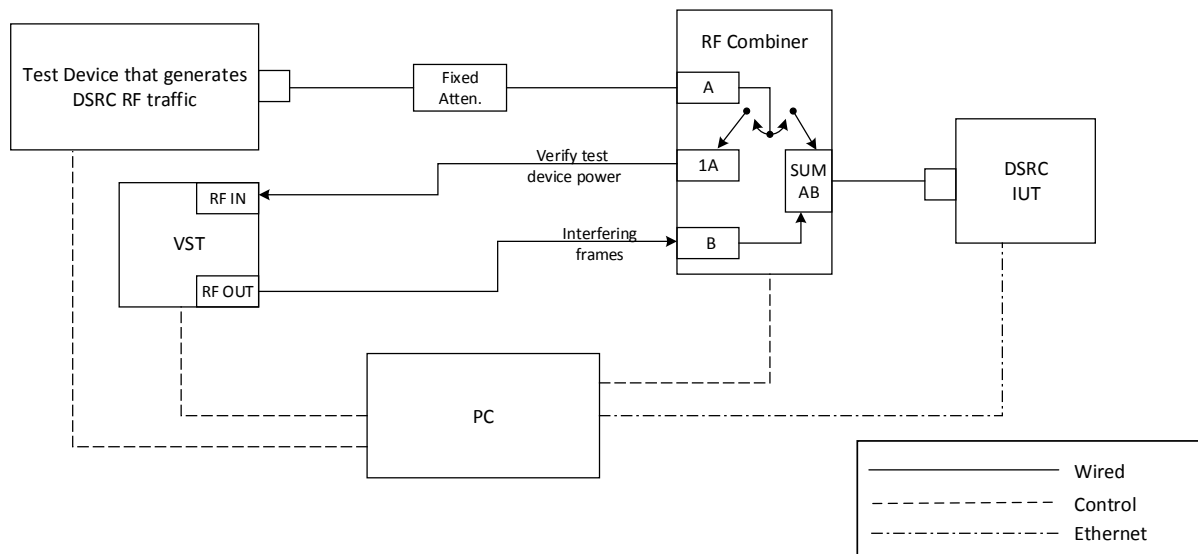 Test Device that generates
DSRC RF traffic
Fixed
Atten.
RF Combiner
A
1A
SUM
AB
B
DSRC
IUT
Verify test
device power
RF IN
VST
RF OUT
Interfering
frames
PC
Wired
Control
Ethernet